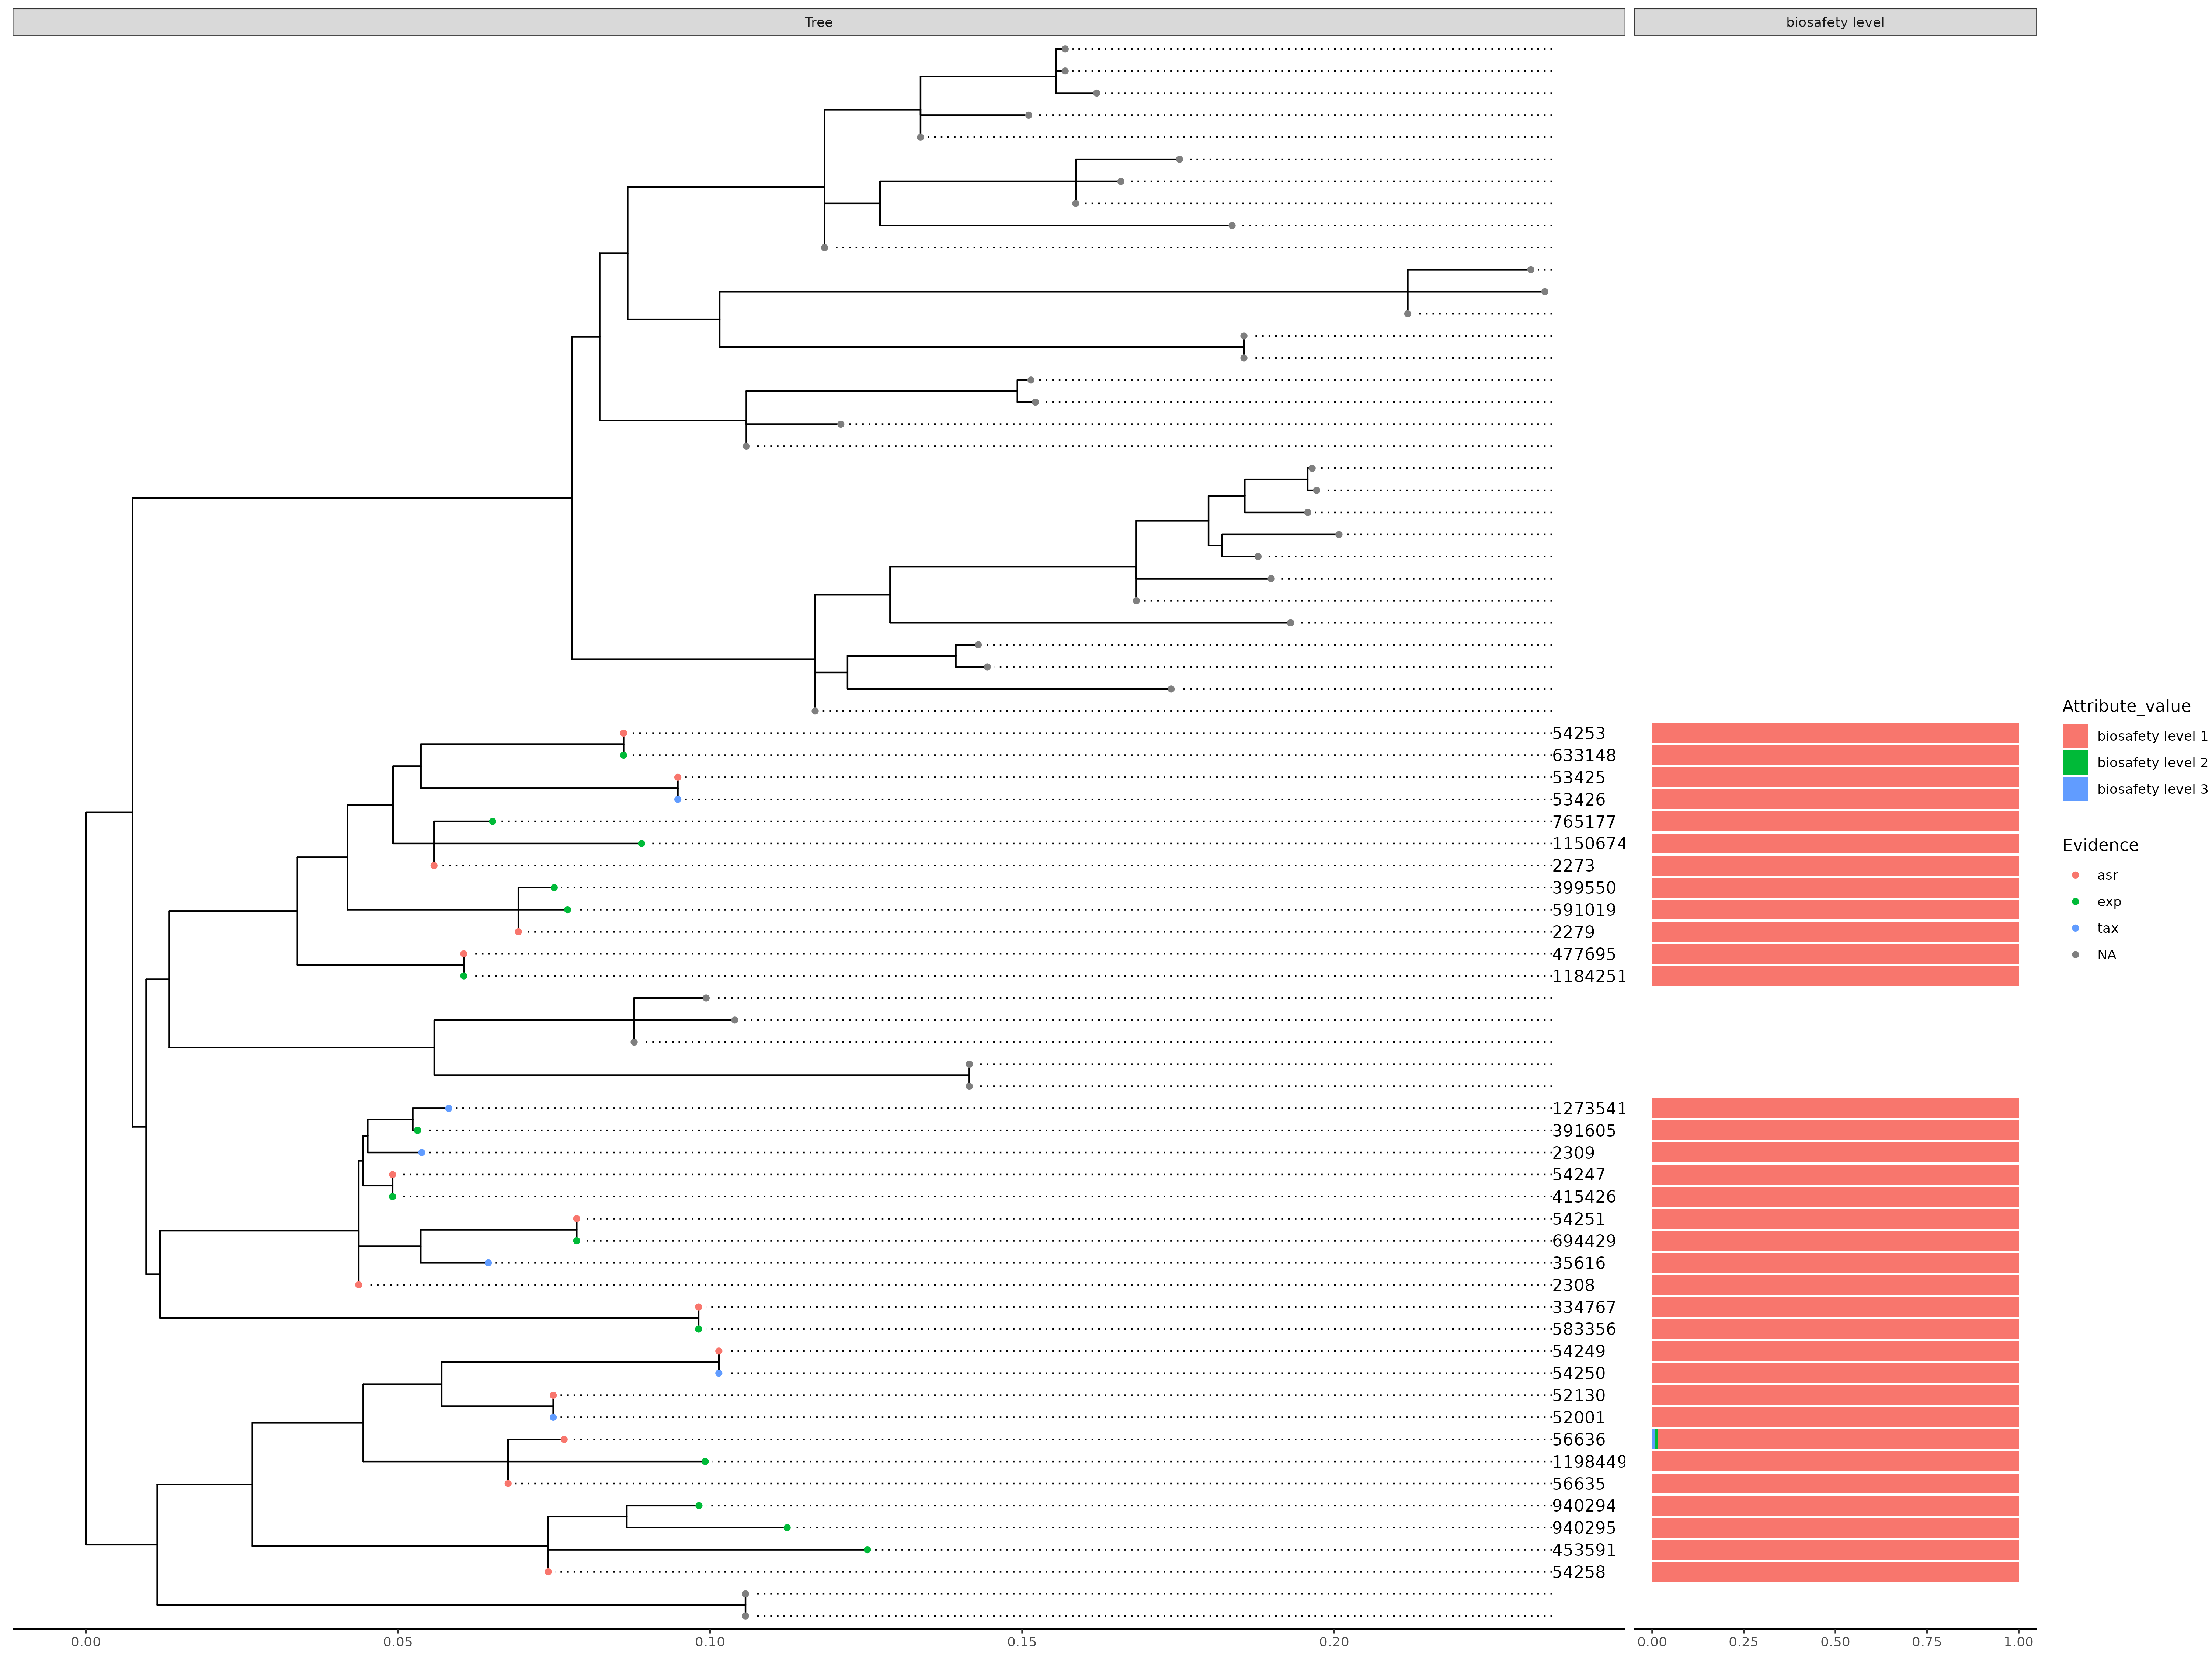 Tree
biosafety level
54253
633148
53425
53426
765177
1150674
2273
399550
591019
2279
477695
1184251
1273541
391605
2309
54247
415426
54251
694429
35616
2308
334767
583356
54249
54250
52130
52001
56636
1198449
56635
940294
940295
453591
54258
0.00 0.05 0.10 0.15 0.20
0.00 0.25 0.50 0.75 1.00
Attribute_value
biosafety level 1
biosafety level 2
biosafety level 3
Evidence
asr
exp
tax
NA